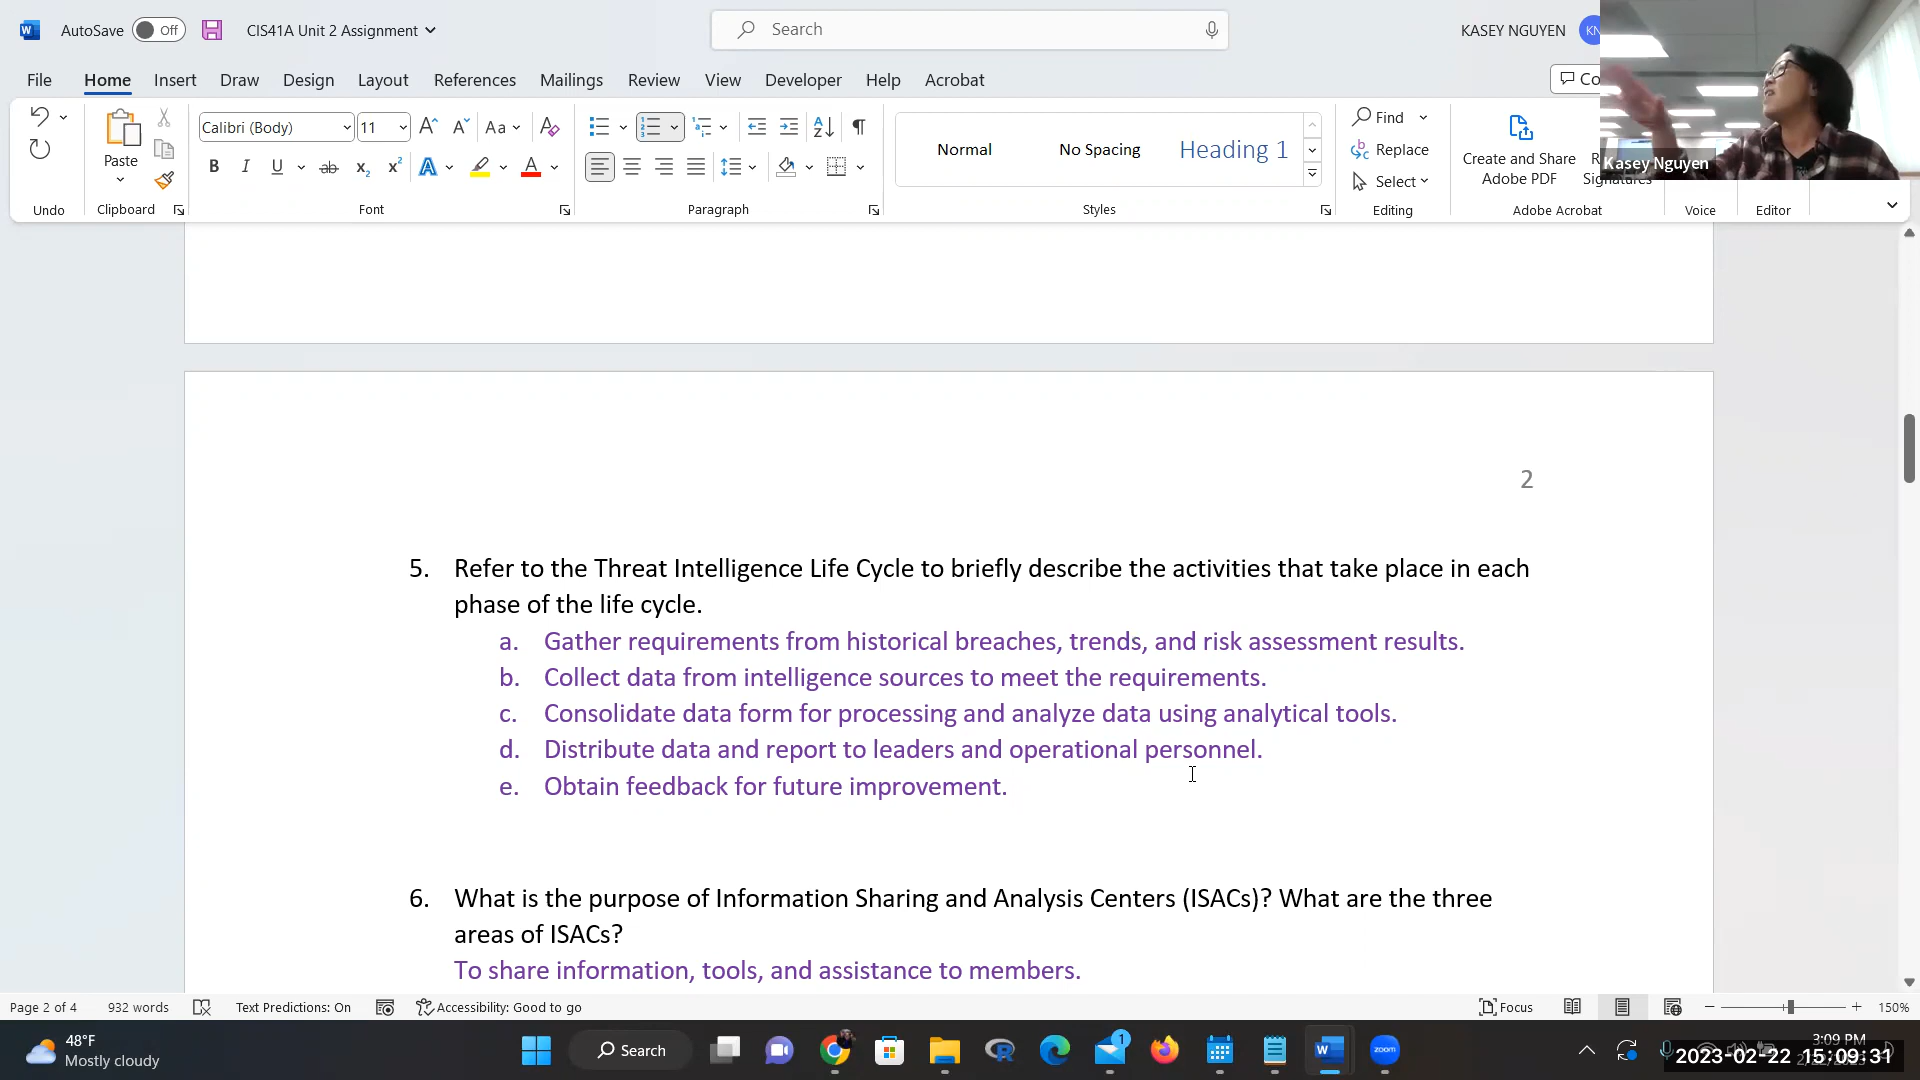 AutoSave Off CIS41A Unit 2 Assignment Search KASEY NGUYEN KN
File Home Insert Draw Design Layout References Mailings Review View Developer Help Acrobat Co
Calibri (Body) 11 Aa
Paste
B I U ab x2 x2 A A
Undo Clipboard Font Paragraph Styles Editing Adobe Acrobat Voice Editor
Normal No Spacing Heading 1
Find
Replace
Select
Create and Share
Adobe PDF
Signatures
Kasey Nguyen
2
5. Refer to the Threat Intelligence Life Cycle to briefly describe the activities that take place in each
phase of the life cycle.
a. Gather requirements from historical breaches, trends, and risk assessment results.
b. Collect data from intelligence sources to meet the requirements.
c. Consolidate data form for processing and analyze data using analytical tools.
d. Distribute data and report to leaders and operational personnel.
e. Obtain feedback for future improvement.
6. What is the purpose of Information Sharing and Analysis Centers (ISACs)? What are the three
areas of ISACs?
To share information, tools, and assistance to members.
Page 2 of 4 932 words Text Predictions: On Accessibility: Good to go Focus 150%
48°F
Mostly cloudy
Search
1
zoom
3:09 PM
2023-02-22 15:09:31